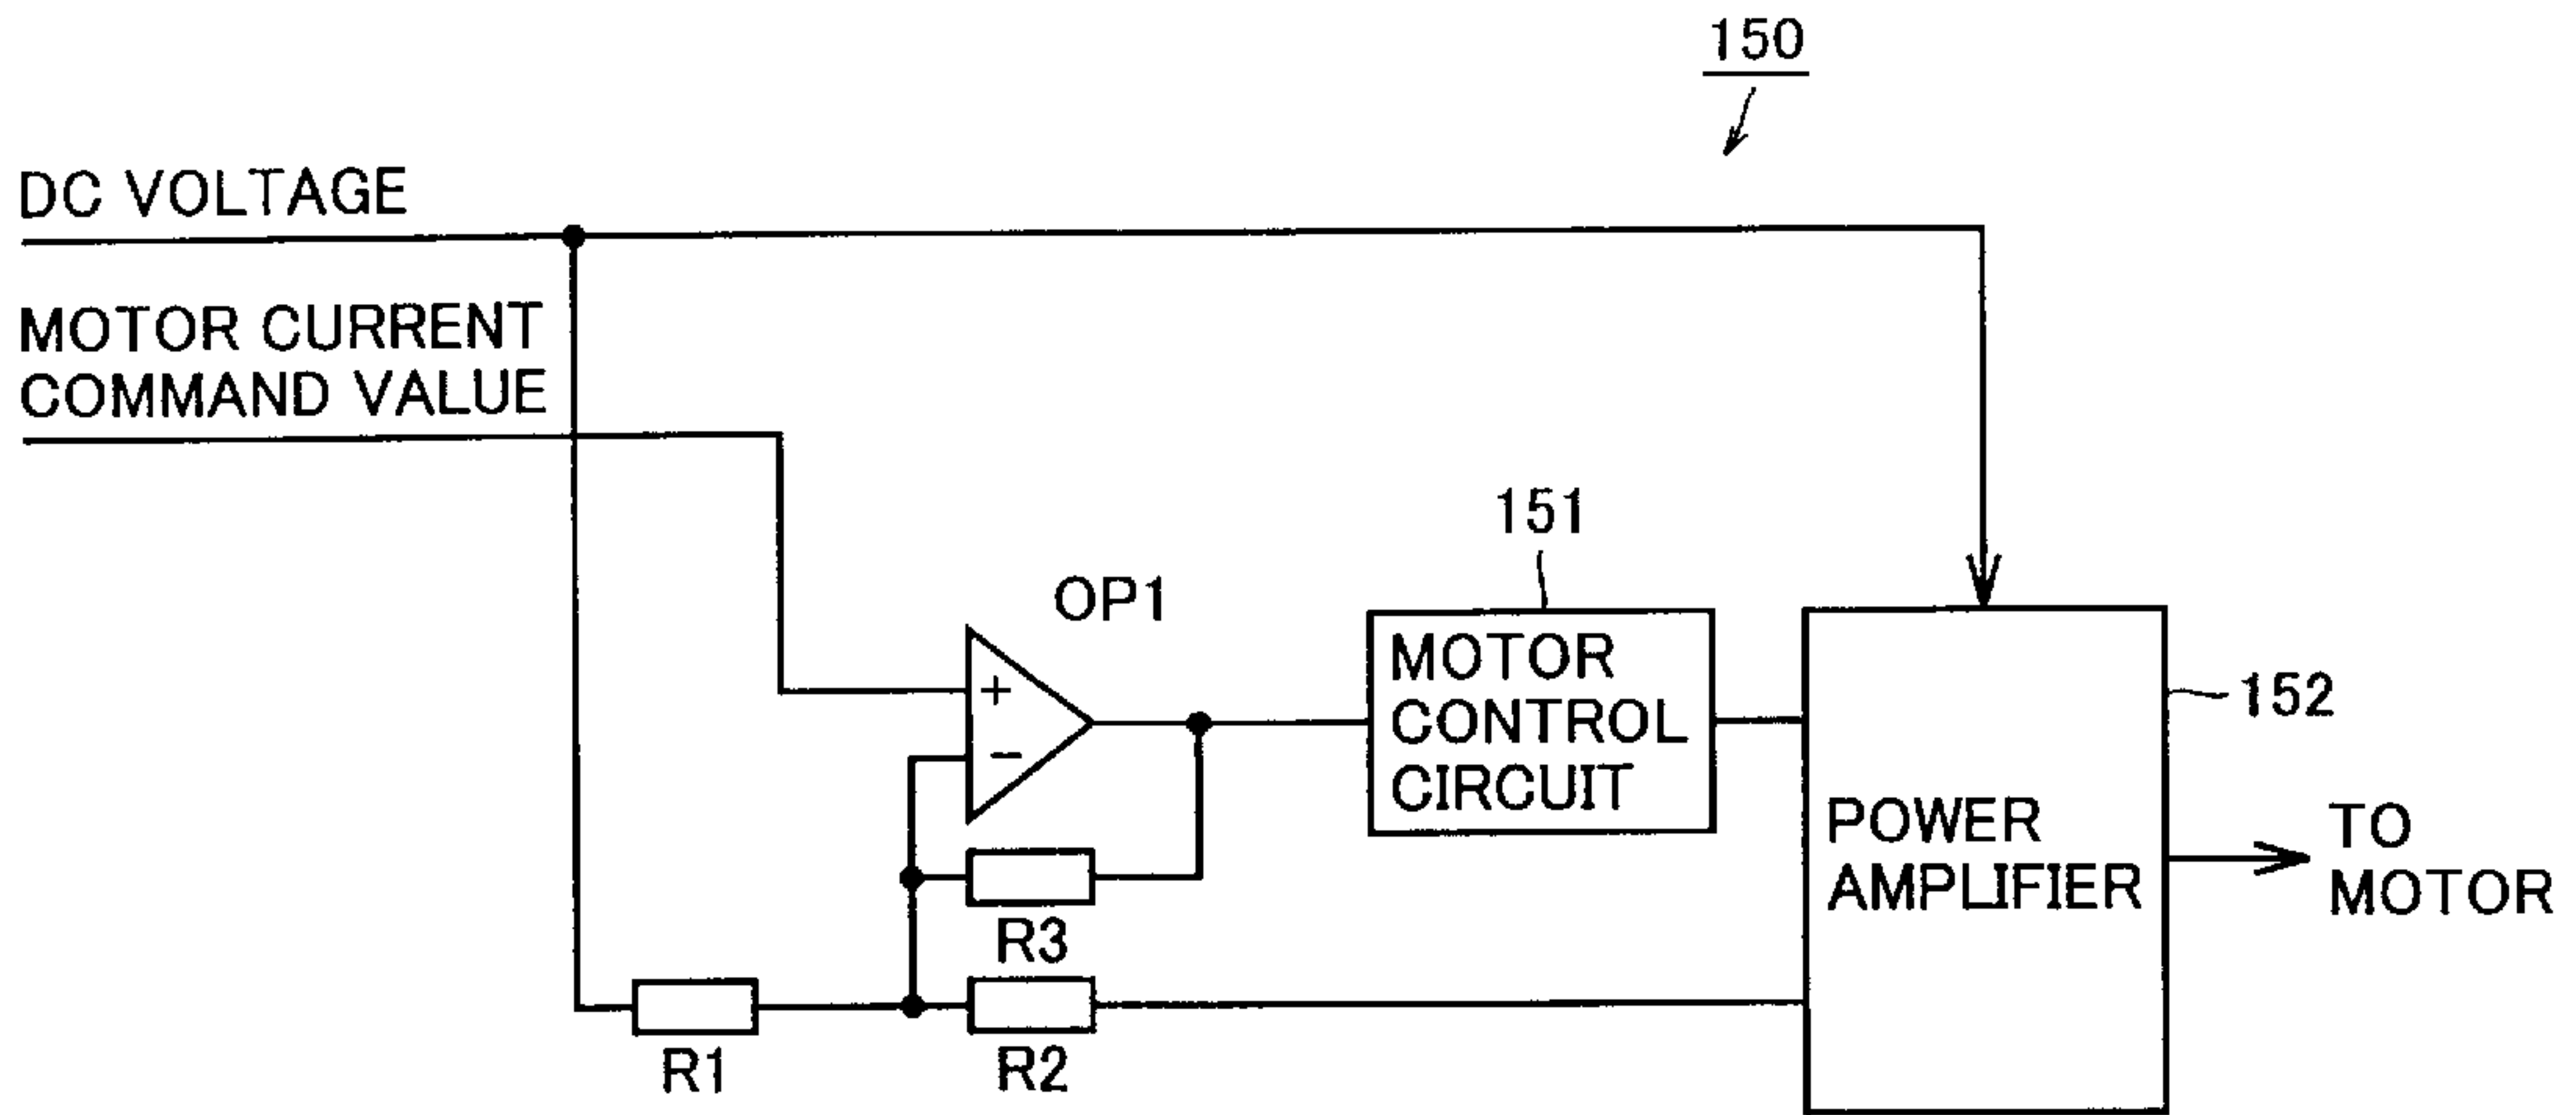 150
DC VOLTAGE
MOTOR CURRENT
COMMAND VALUE
151
OP1
+
−
MOTOR
CONTROL
CIRCUIT
152
POWER
AMPLIFIER
TO
MOTOR
R3
R1
R2